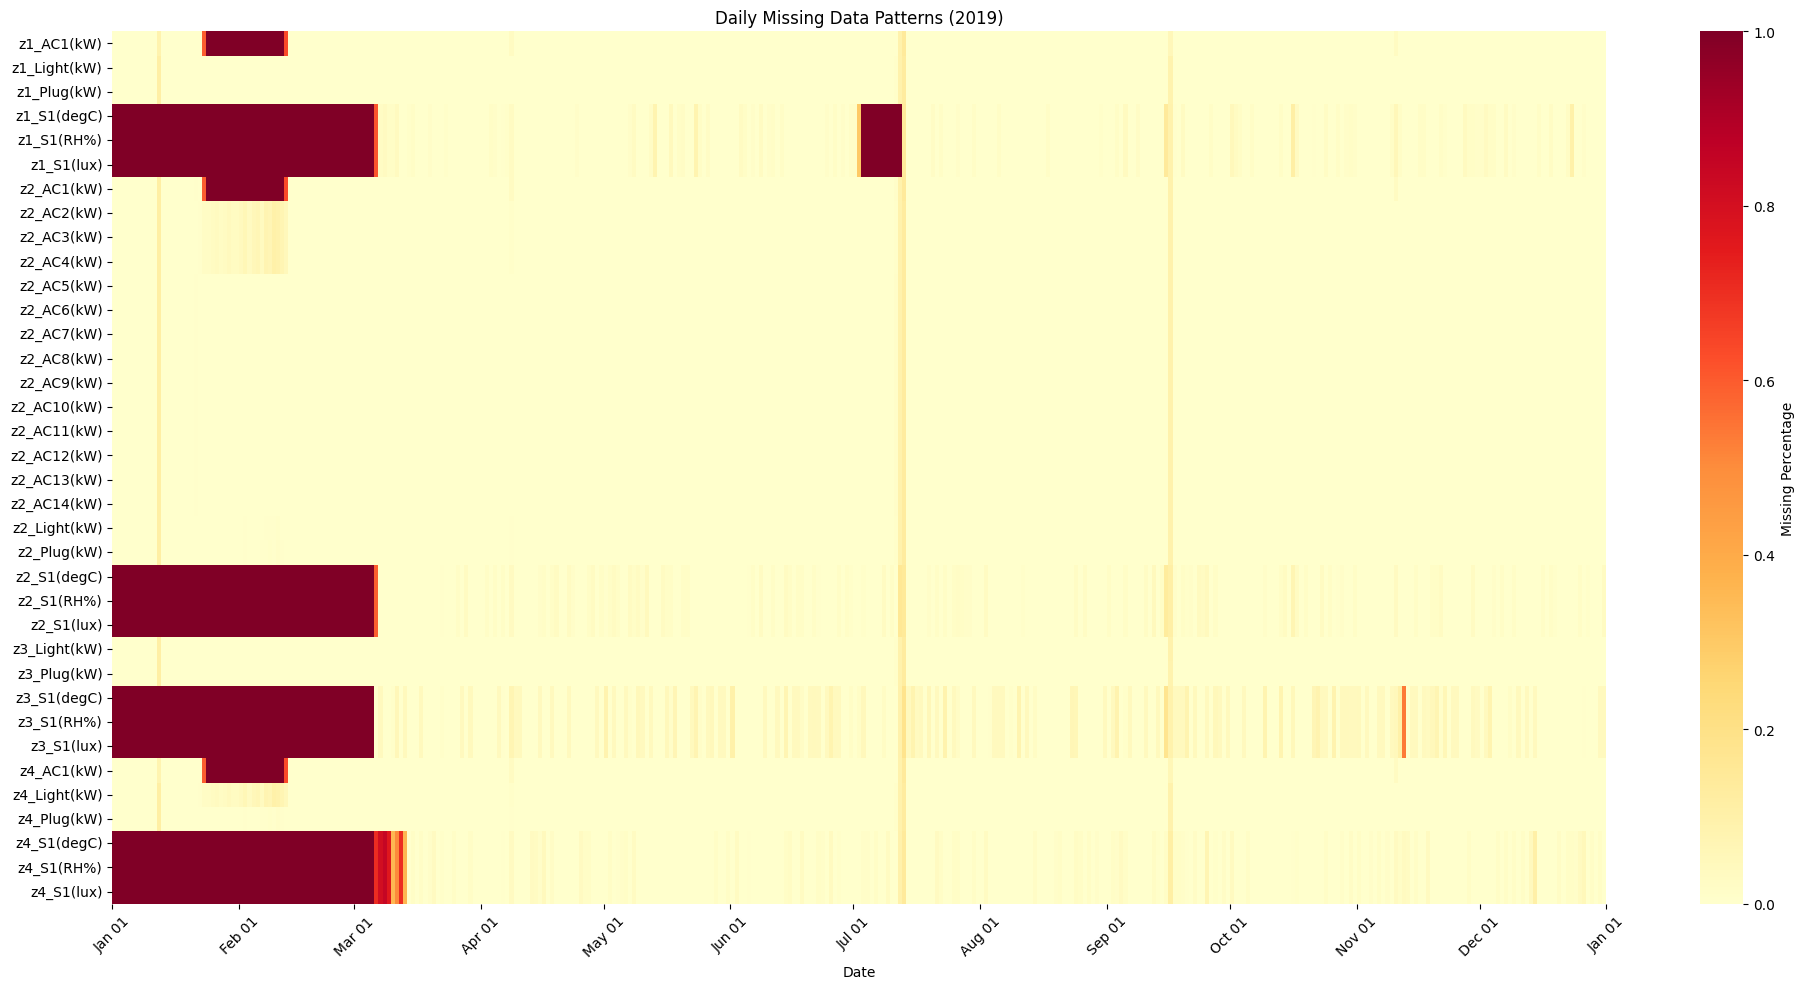 Daily Missing Data Patterns (2019)
z1_AC1(kW)
z1_Light(kW)
z1_Plug(kW)
z1_S1(degC)
z1_S1(RH%)
z1_S1(lux)
z2_AC1(kW)
z2_AC2(kW)
z2_AC3(kW)
z2_AC4(kW)
z2_AC5(kW)
z2_AC6(kW)
z2_AC7(kW)
z2_AC8(kW)
z2_AC9(kW)
z2_AC10(kW)
z2_AC11(kW)
z2_AC12(kW)
z2_AC13(kW)
z2_AC14(kW)
z2_Light(kW)
z2_Plug(kW)
z2_S1(degC)
z2_S1(RH%)
z2_S1(lux)
z3_Light(kW)
z3_Plug(kW)
z3_S1(degC)
z3_S1(RH%)
z3_S1(lux)
z4_AC1(kW)
z4_Light(kW)
z4_Plug(kW)
z4_S1(degC)
z4_S1(RH%)
z4_S1(lux)
Jan 01
Feb 01
Mar 01
Apr 01
May 01
Jun 01
Jul 01
Aug 01
Sep 01
Oct 01
Nov 01
Dec 01
Jan 01
Date
1.0
0.8
0.6
0.4
0.2
0.0
Missing Percentage